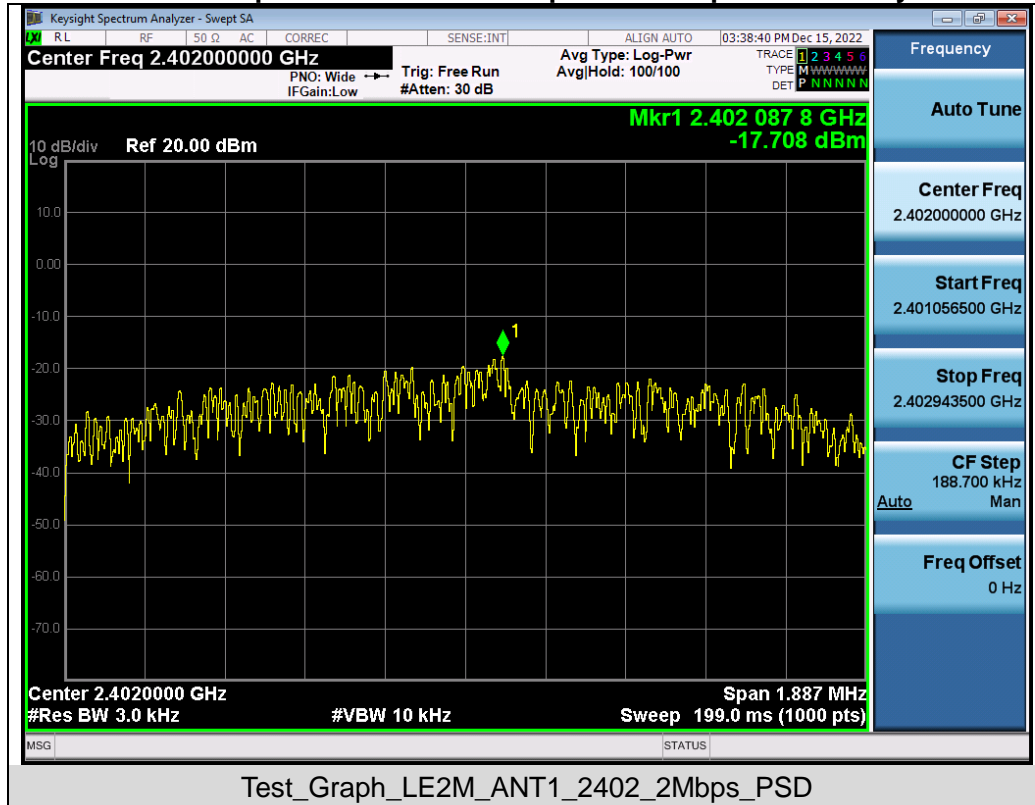 Keysight Spectrum Analyzer - Swept SA
LXI RL RF 50 Ω AC CORREC SENSE:INT ALIGN AUTO 03:38:40 PM Dec 15, 2022
Center Freq 2.402000000 GHz
PNO: Wide
IFGain:Low
Trig: Free Run
#Atten: 30 dB
Avg Type: Log-Pwr
Avg|Hold: 100/100
TRACE 1 2 3 4 5 6
TYPE M WWWWW
DET P N N N N N
Mkr1 2.402 087 8 GHz
-17.708 dBm
10 dB/div Ref 20.00 dBm
Log
10.0
0.00
-10.0
-20.0
-30.0
-40.0
-50.0
-60.0
-70.0
1
Center 2.4020000 GHz Span 1.887 MHz
#Res BW 3.0 kHz #VBW 10 kHz Sweep 199.0 ms (1000 pts)
MSG STATUS
Frequency
Auto Tune
Center Freq
2.402000000 GHz
Start Freq
2.401056500 GHz
Stop Freq
2.402943500 GHz
CF Step
188.700 kHz
Auto Man
Freq Offset
0 Hz
Test_Graph_LE2M_ANT1_2402_2Mbps_PSD